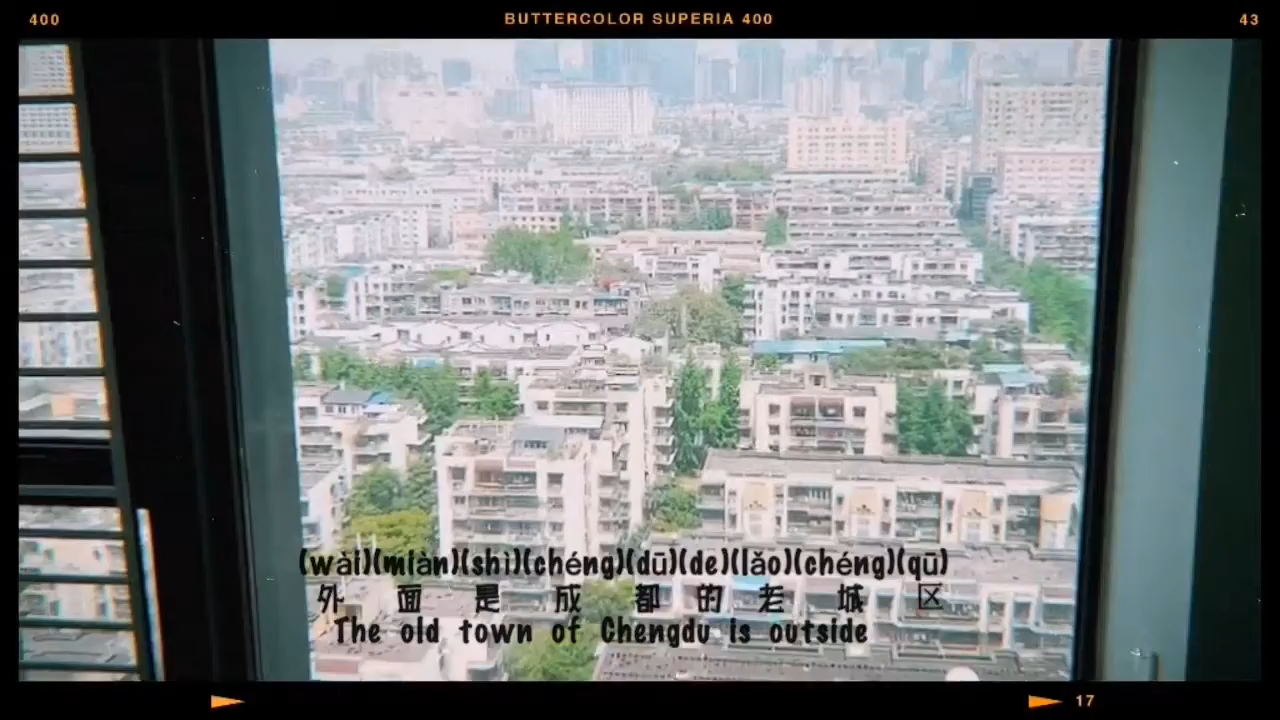 400 BUTTERCOLOR SUPERIA 400 43
(wài)(miàn)(shì)(chéng)(dū)(de)(lǎo)(chéng)(qū)
外 面 是 成 都 的 老 城 区
The old town of Chengdu is outside
17